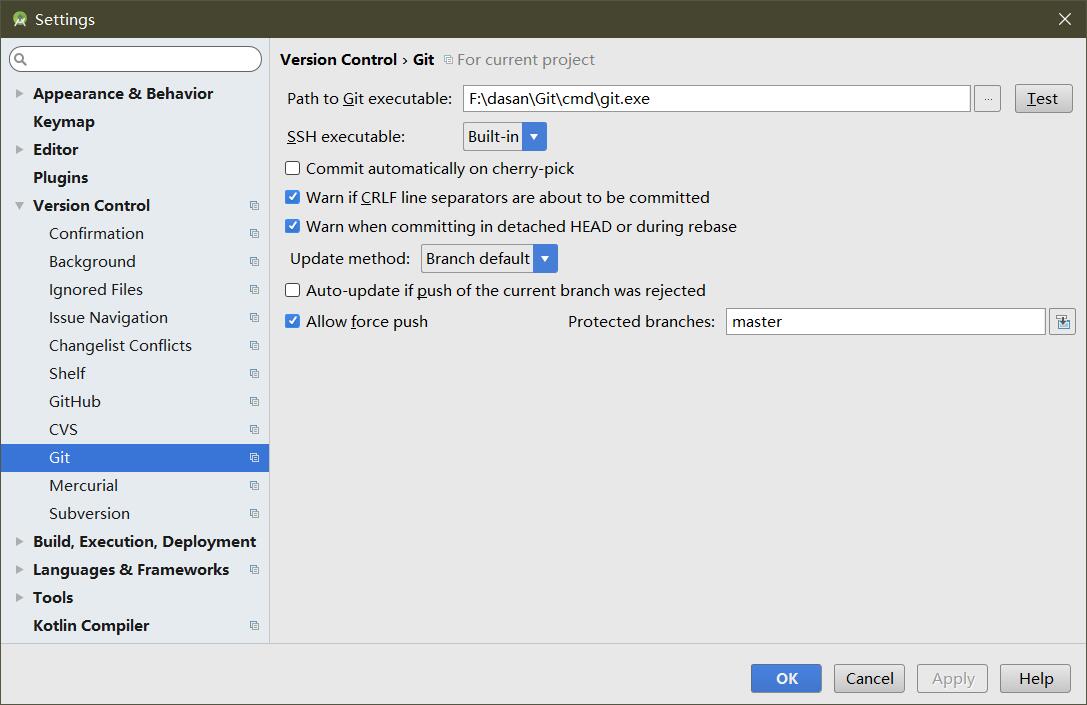 Settings
Version Control › Git For current project
Appearance & Behavior
Keymap
Editor
Plugins
Version Control
Confirmation
Background
Ignored Files
Issue Navigation
Changelist Conflicts
Shelf
GitHub
CVS
Git
Mercurial
Subversion
Build, Execution, Deployment
Languages & Frameworks
Tools
Kotlin Compiler
Path to Git executable: F:\dasan\Git\cmd\git.exe ... Test
SSH executable: Built-in
Commit automatically on cherry-pick
Warn if CRLF line separators are about to be committed
Warn when committing in detached HEAD or during rebase
Update method: Branch default
Auto-update if push of the current branch was rejected
Allow force push Protected branches: master
OK Cancel Apply Help